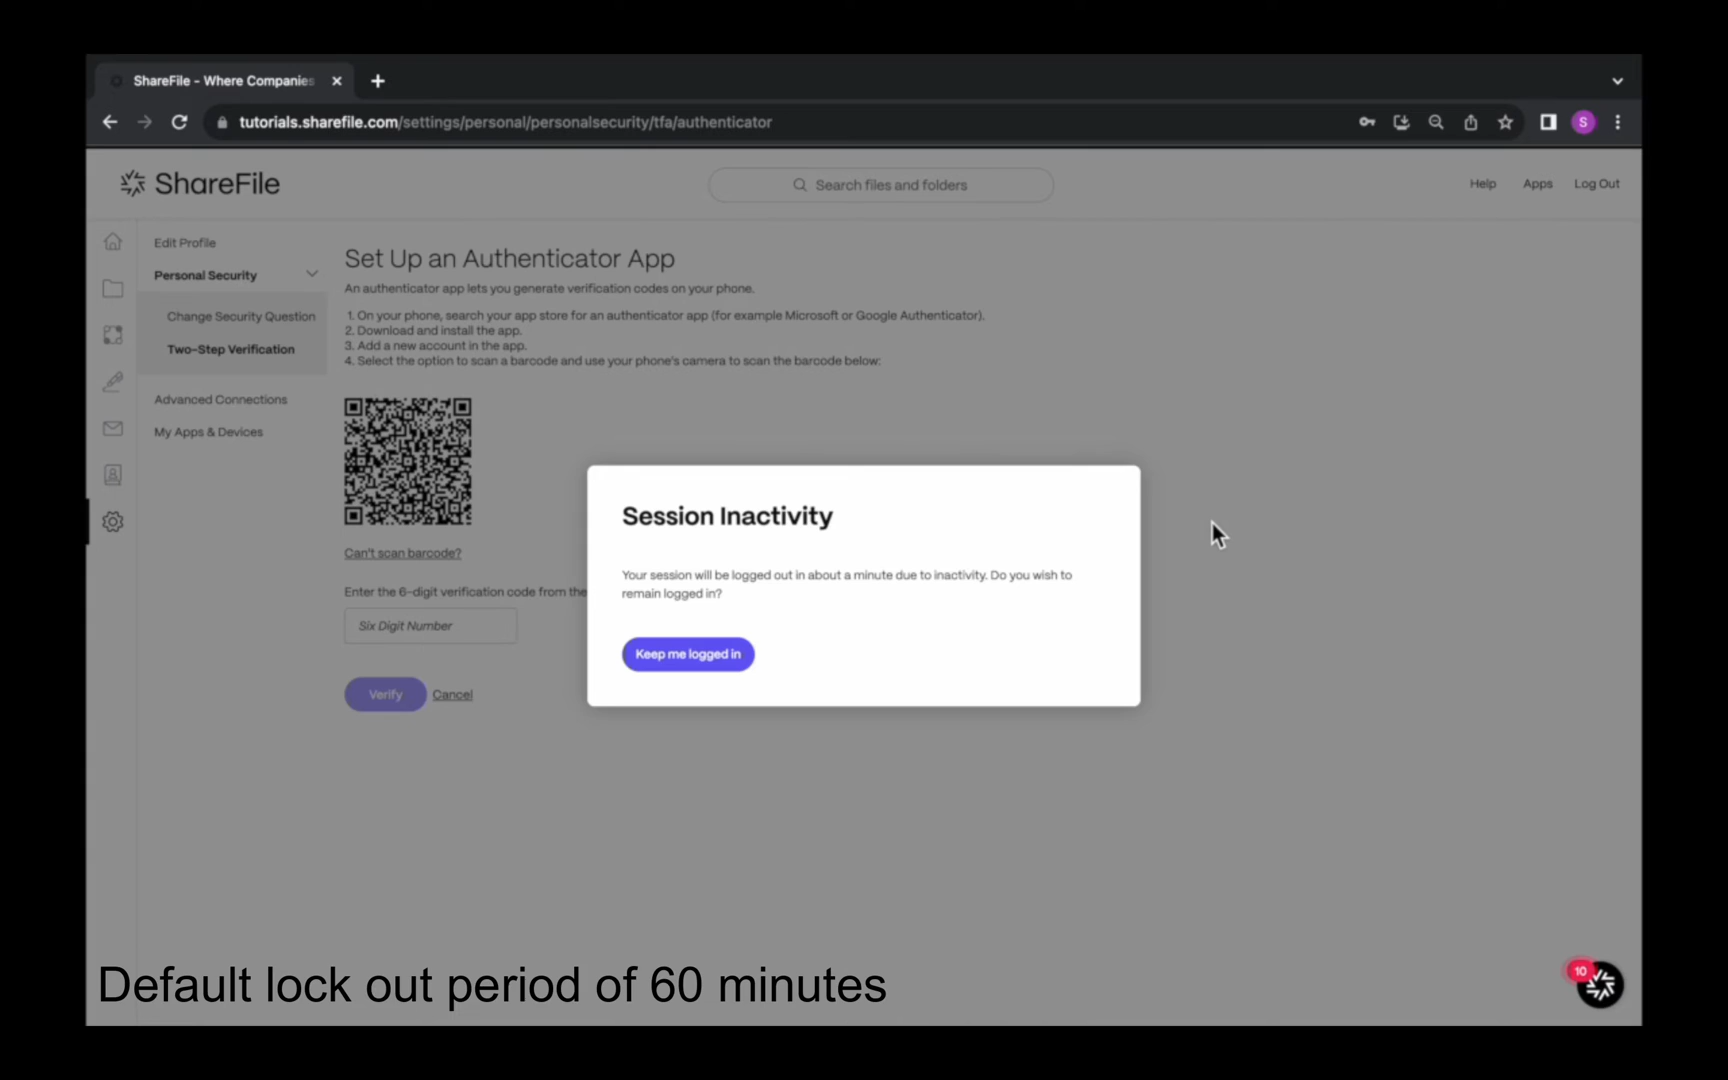 ShareFile - Where Companies
tutorials.sharefile.com/settings/personal/personalsecurity/tfa/authenticator
S
ShareFile
Search files and folders
Help
Apps
Log Out
Edit Profile
Personal Security
Change Security Question
Two-Step Verification
Advanced Connections
My Apps & Devices
Set Up an Authenticator App
An authenticator app lets you generate verification codes on your phone.
1. On your phone, search your app store for an authenticator app (for example Microsoft or Google Authenticator).
2. Download and install the app.
3. Add a new account in the app.
4. Select the option to scan a barcode and use your phone's camera to scan the barcode below:
Can't scan barcode?
Enter the 6-digit verification code from the
Six Digit Number
Verify
Cancel
Session Inactivity
Your session will be logged out in about a minute due to inactivity. Do you wish to
remain logged in?
Keep me logged in
Default lock out period of 60 minutes
10